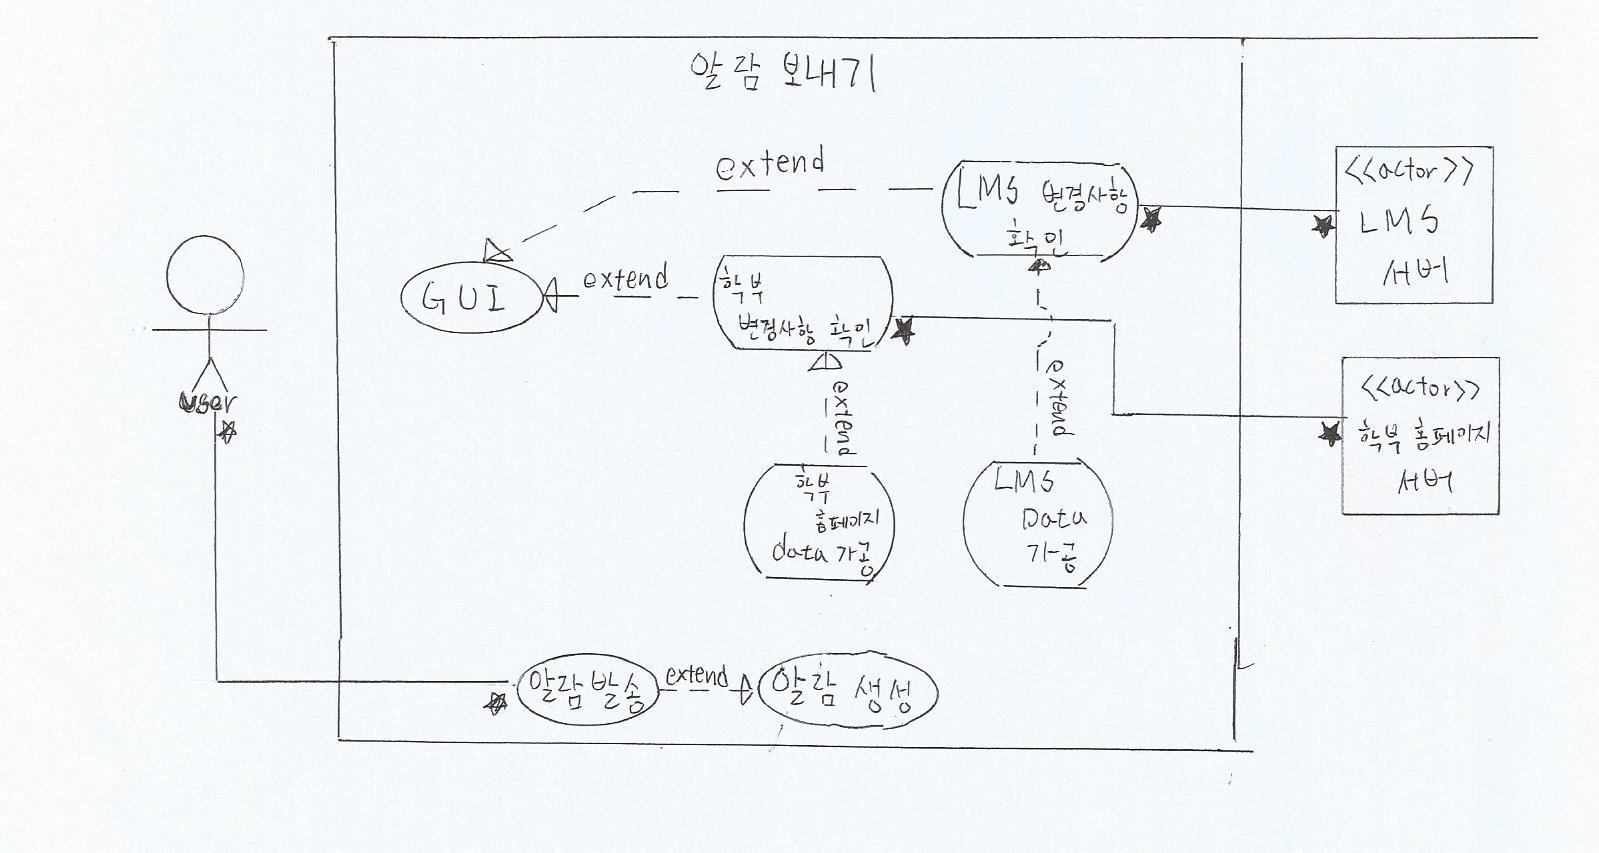 알람 보내기
extend
LMS 변경사항
확인
<<actor>>
LMS
서버
GUI
extend
학부
변경사항 확인
user
extend
extend
<<actor>>
학부 홈페이지
서버
학부
홈페이지
data 가공
LMS
Data
가공
알람발송
extend
알람 생성